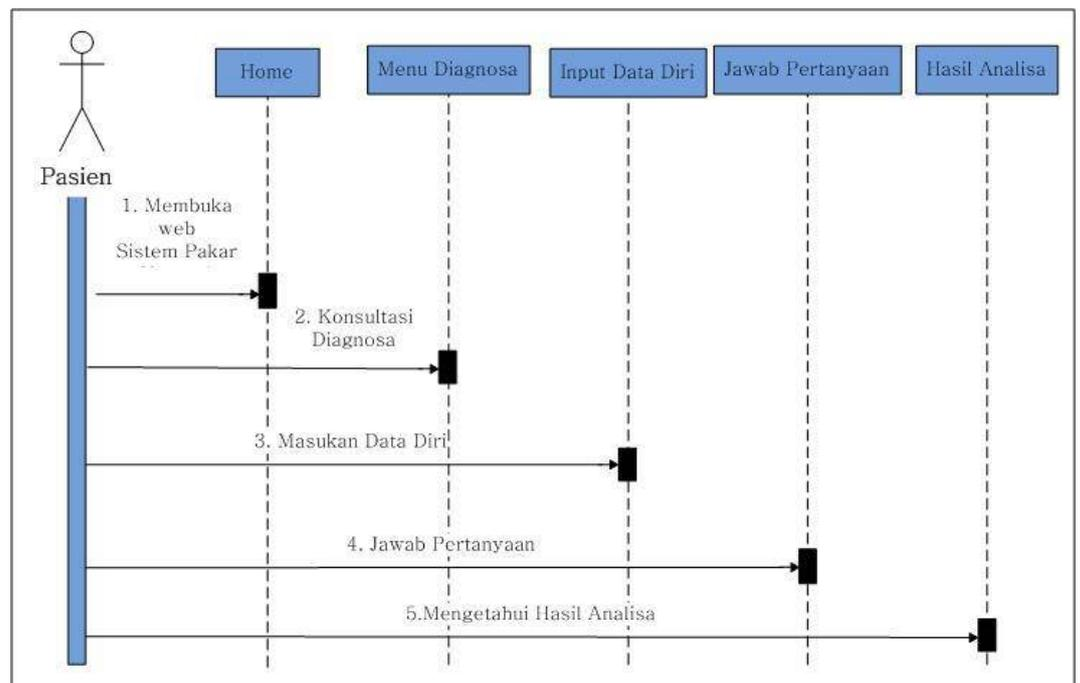 Home
Menu Diagnosa
Input Data Diri
Jawab Pertanyaan
Hasil Analisa
Pasien
1. Membuka
web
Sistem Pakar
2. Konsultasi
Diagnosa
3. Masukan Data Diri
4. Jawab Pertanyaan
5.Mengetahui Hasil Analisa